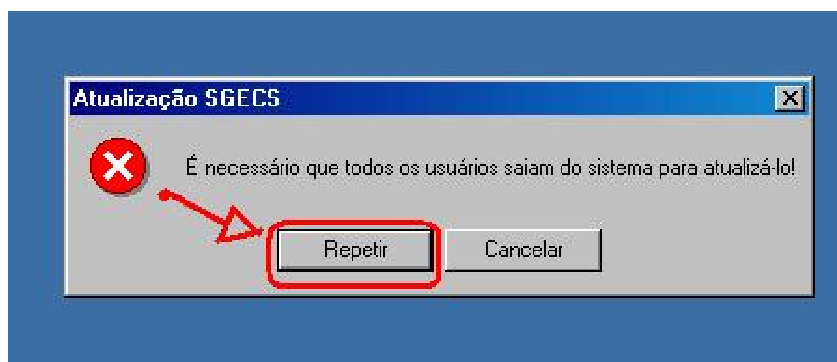 Atualização SGECS
É necessário que todos os usuários saiam do sistema para atualizá-lo!
Repetir
Cancelar